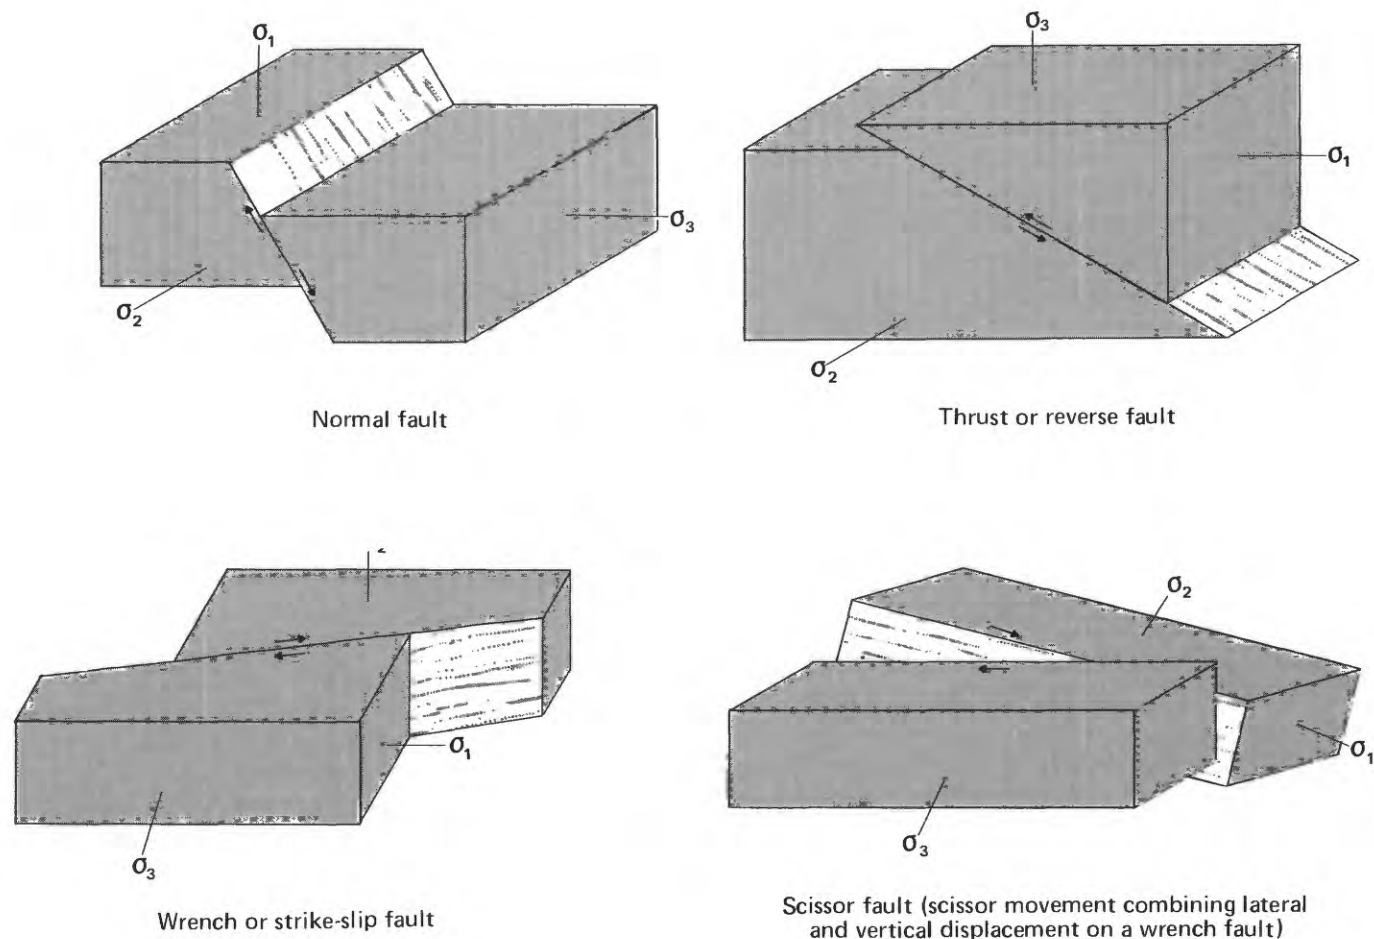 σ1
σ3
σ2
Normal fault
σ3
σ1
σ2
Thrust or reverse fault
2
σ1
σ3
Wrench or strike-slip fault
σ2
σ1
σ3
Scissor fault (scissor movement combining lateral
and vertical displacement on a wrench fault)